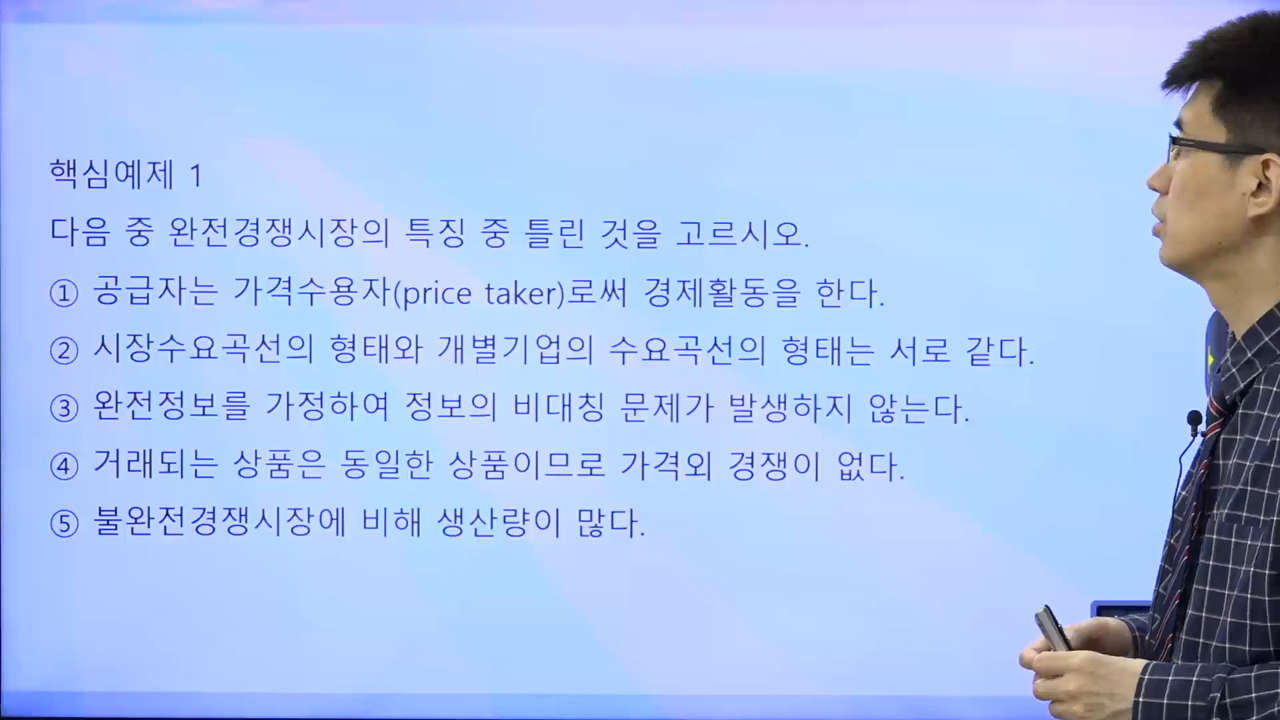 핵심예제 1
다음 중 완전경쟁시장의 특징 중 틀린 것을 고르시오.
① 공급자는 가격수용자(price taker)로써 경제활동을 한다.
② 시장수요곡선의 형태와 개별기업의 수요곡선의 형태는 서로 같다.
③ 완전정보를 가정하여 정보의 비대칭 문제가 발생하지 않는다.
④ 거래되는 상품은 동일한 상품이므로 가격외 경쟁이 없다.
⑤ 불완전경쟁시장에 비해 생산량이 많다.